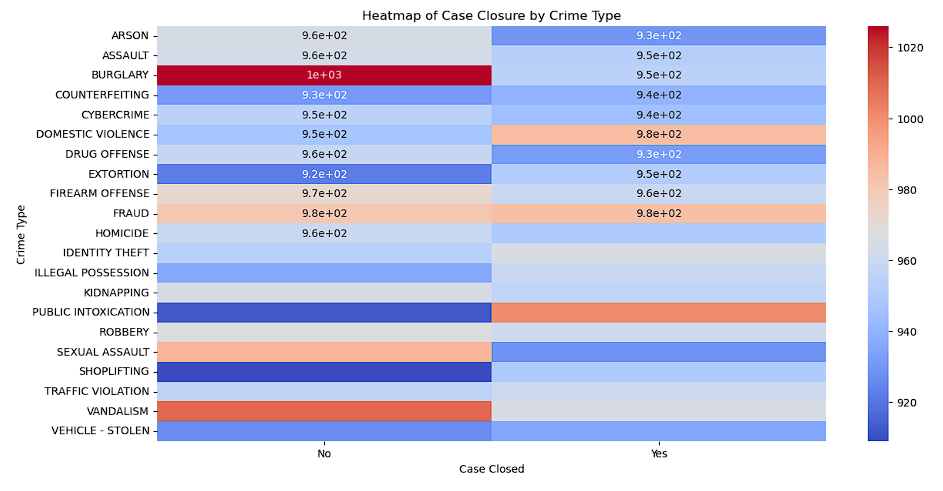 Heatmap of Case Closure by Crime Type
ARSON 9.6e+02 9.3e+02
ASSAULT 9.6e+02 9.5e+02
BURGLARY 1e+03 9.5e+02
COUNTERFEITING 9.3e+02 9.4e+02
CYBERCRIME 9.5e+02 9.4e+02
DOMESTIC VIOLENCE 9.5e+02 9.8e+02
DRUG OFFENSE 9.6e+02 9.3e+02
EXTORTION 9.2e+02 9.5e+02
FIREARM OFFENSE 9.7e+02 9.6e+02
FRAUD 9.8e+02 9.8e+02
HOMICIDE 9.6e+02
IDENTITY THEFT
ILLEGAL POSSESSION
KIDNAPPING
PUBLIC INTOXICATION
ROBBERY
SEXUAL ASSAULT
SHOPLIFTING
TRAFFIC VIOLATION
VANDALISM
VEHICLE - STOLEN
Crime Type
No Yes
Case Closed
1020
1000
980
960
940
920